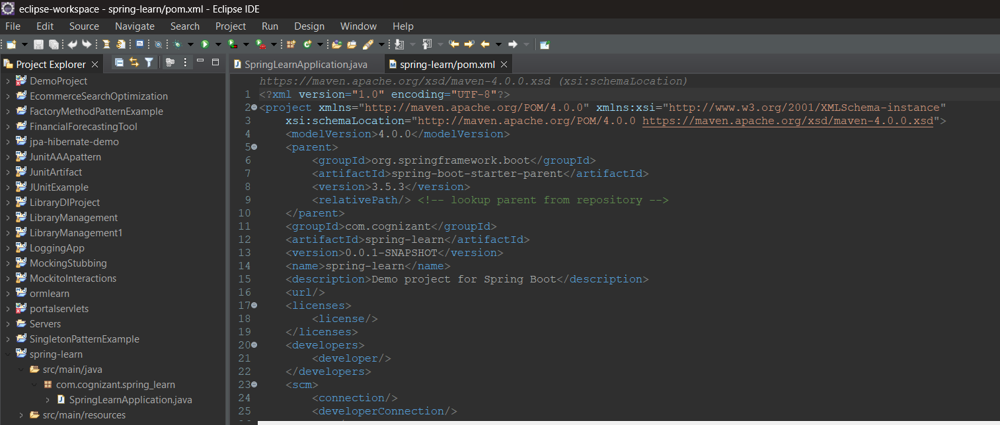 eclipse-workspace - spring-learn/pom.xml - Eclipse IDE
File Edit Source Navigate Search Project Run Design Window Help
Project Explorer
DemoProject
EcommerceSearchOptimization
FactoryMethodPatternExample
FinancialForecastingTool
jpa-hibernate-demo
JunitAAApattern
JunitArtifact
JUnitExample
LibraryDIProject
LibraryManagement
LibraryManagement1
LoggingApp
MockingStubbing
MockitoInteractions
ormlearn
portalservlets
Servers
SingletonPatternExample
spring-learn
src/main/java
com.cognizant.spring_learn
SpringLearnApplication.java
src/main/resources
SpringLearnApplication.java spring-learn/pom.xml
https://maven.apache.org/xsd/maven-4.0.0.xsd (xsi:schemaLocation)
1 <?xml version="1.0" encoding="UTF-8"?>
2 <project xmlns="http://maven.apache.org/POM/4.0.0" xmlns:xsi="http://www.w3.org/2001/XMLSchema-instance"
3 xsi:schemaLocation="http://maven.apache.org/POM/4.0.0 https://maven.apache.org/xsd/maven-4.0.0.xsd">
4 <modelVersion>4.0.0</modelVersion>
5 <parent>
6 <groupId>org.springframework.boot</groupId>
7 <artifactId>spring-boot-starter-parent</artifactId>
8 <version>3.5.3</version>
9 <relativePath/> <!-- lookup parent from repository -->
10 </parent>
11 <groupId>com.cognizant</groupId>
12 <artifactId>spring-learn</artifactId>
13 <version>0.0.1-SNAPSHOT</version>
14 <name>spring-learn</name>
15 <description>Demo project for Spring Boot</description>
16 <url/>
17 <licenses>
18 <license/>
19 </licenses>
20 <developers>
21 <developer/>
22 </developers>
23 <scm>
24 <connection/>
25 <developerConnection/>